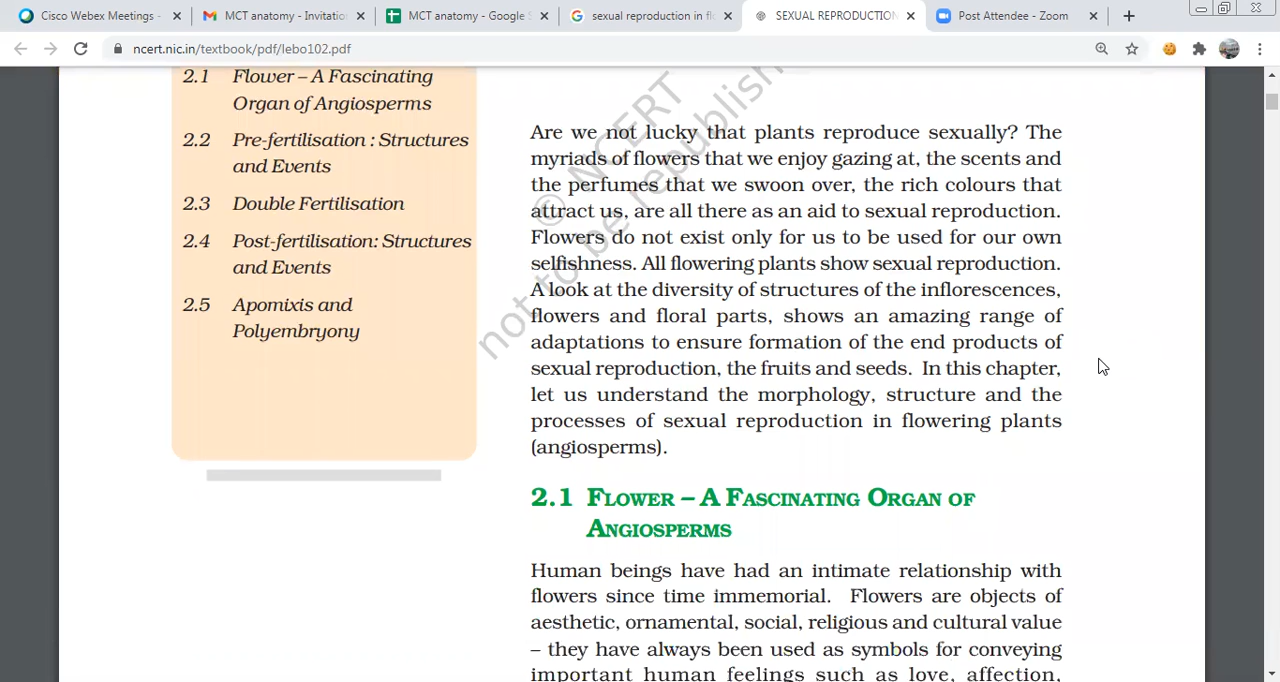 Cisco Webex Meetings -
MCT anatomy - Invitatio
MCT anatomy - Google S
sexual reproduction in fl
SEXUAL REPRODUCTION
Post Attendee - Zoom
ncert.nic.in/textbook/pdf/lebo102.pdf
2.1 Flower – A Fascinating
Organ of Angiosperms
2.2 Pre-fertilisation : Structures
and Events
2.3 Double Fertilisation
2.4 Post-fertilisation: Structures
and Events
2.5 Apomixis and
Polyembryony
© NCERT
not to be republish
Are we not lucky that plants reproduce sexually? The
myriads of flowers that we enjoy gazing at, the scents and
the perfumes that we swoon over, the rich colours that
attract us, are all there as an aid to sexual reproduction.
Flowers do not exist only for us to be used for our own
selfishness. All flowering plants show sexual reproduction.
A look at the diversity of structures of the inflorescences,
flowers and floral parts, shows an amazing range of
adaptations to ensure formation of the end products of
sexual reproduction, the fruits and seeds. In this chapter,
let us understand the morphology, structure and the
processes of sexual reproduction in flowering plants
(angiosperms).
2.1 FLOWER – A FASCINATING ORGAN OF
ANGIOSPERMS
Human beings have had an intimate relationship with
flowers since time immemorial. Flowers are objects of
aesthetic, ornamental, social, religious and cultural value
– they have always been used as symbols for conveying
important human feelings such as love, affection,